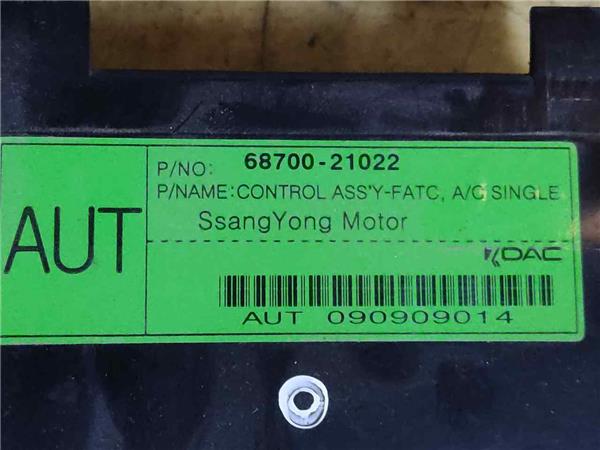 AUT
P/NO: 68700-21022
P/NAME: CONTROL ASS'Y-FATC, A/C SINGLE
SsangYong Motor
DAC
AUT 090909014